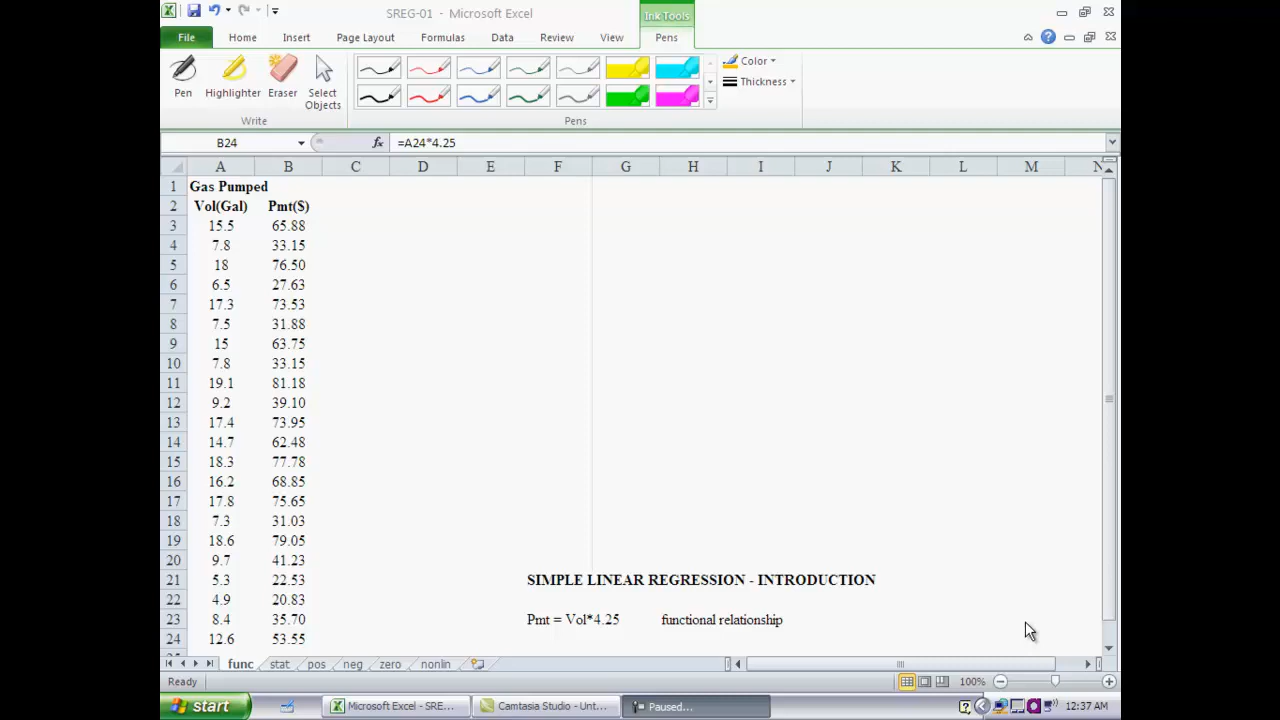 SREG-01 - Microsoft Excel
Ink Tools
File Home Insert Page Layout Formulas Data Review View Pens
Pen Highlighter Eraser Select Objects
Color
Thickness
Write Pens
B24 fx =A24*4.25
A B C D E F G H I J K L M N
1 Gas Pumped
2 Vol(Gal) Pmt($)
3 15.5 65.88
4 7.8 33.15
5 18 76.50
6 6.5 27.63
7 17.3 73.53
8 7.5 31.88
9 15 63.75
10 7.8 33.15
11 19.1 81.18
12 9.2 39.10
13 17.4 73.95
14 14.7 62.48
15 18.3 77.78
16 16.2 68.85
17 17.8 75.65
18 7.3 31.03
19 18.6 79.05
20 9.7 41.23
21 5.3 22.53 SIMPLE LINEAR REGRESSION - INTRODUCTION
22 4.9 20.83
23 8.4 35.70 Pmt = Vol*4.25 functional relationship
24 12.6 53.55
func stat pos neg zero nonlin
Ready 100%
start Microsoft Excel - SRE... Camtasia Studio - Unt... Paused... 12:37 AM